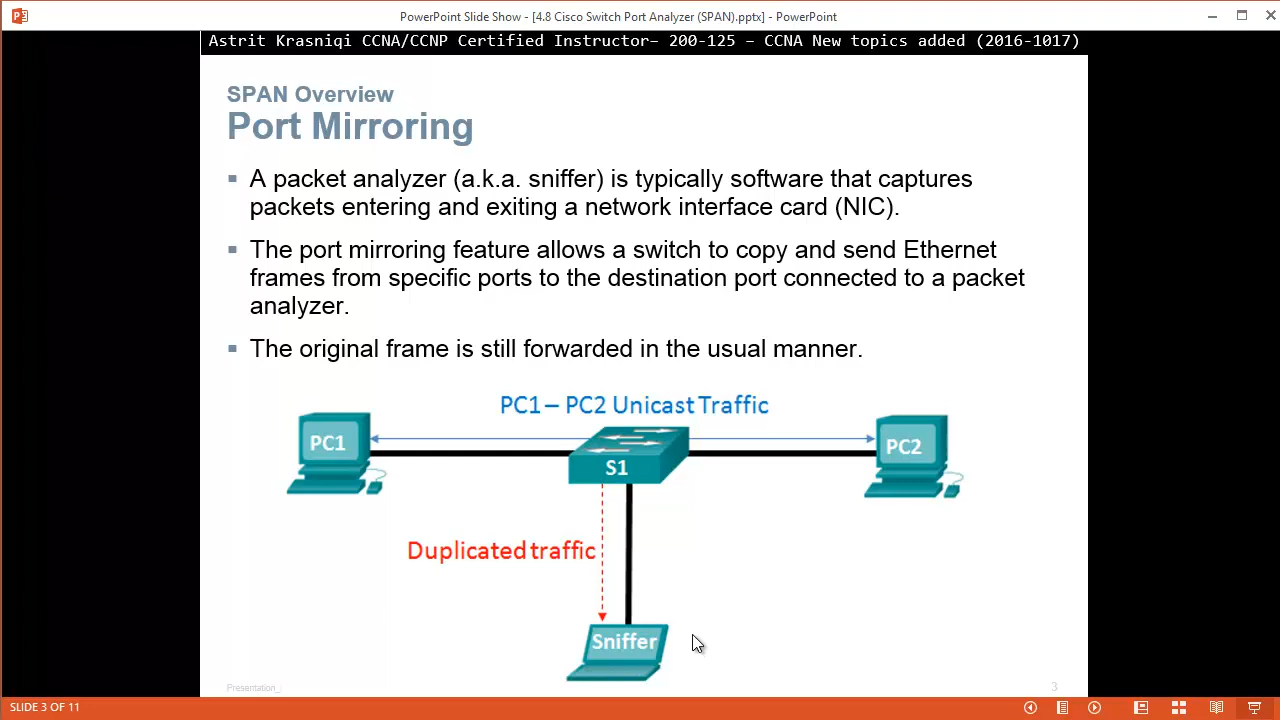 PowerPoint Slide Show - [4.8 Cisco Switch Port Analyzer (SPAN).pptx] - PowerPoint
Astrit Krasniqi CCNA/CCNP Certified Instructor– 200-125 – CCNA New topics added (2016-1017)
SPAN Overview
Port Mirroring
▪ A packet analyzer (a.k.a. sniffer) is typically software that captures
packets entering and exiting a network interface card (NIC).
▪ The port mirroring feature allows a switch to copy and send Ethernet
frames from specific ports to the destination port connected to a packet
analyzer.
▪ The original frame is still forwarded in the usual manner.
PC1 – PC2 Unicast Traffic
PC1
S1
PC2
Duplicated traffic
Sniffer
Presentation_
3
SLIDE 3 OF 11